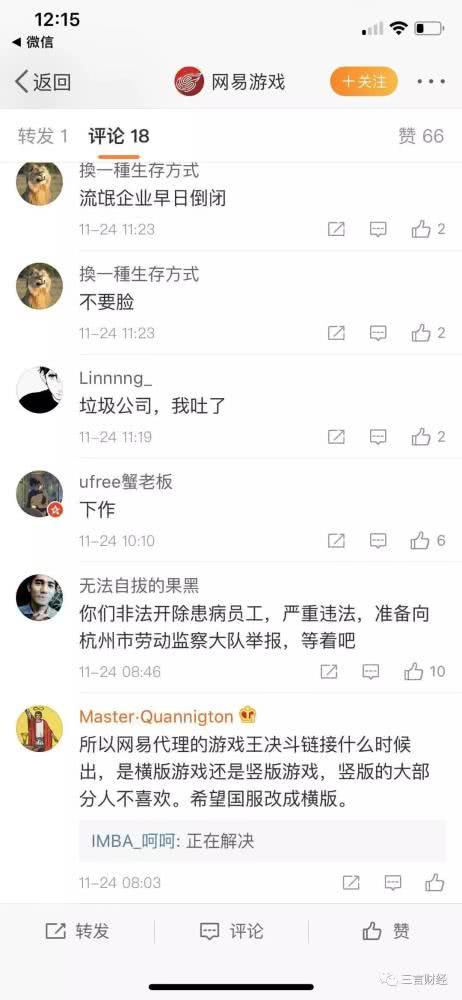 12:15
微信
返回
网易游戏
+关注
转发 1
评论 18
赞 66
換一種生存方式
流氓企业早日倒闭
11-24 11:23
2
換一種生存方式
不要脸
11-24 11:23
2
Linnnng_
垃圾公司，我吐了
11-24 11:19
2
ufree蟹老板
下作
11-24 10:10
6
无法自拔的果黑
你们非法开除患病员工，严重违法，准备向
杭州市劳动监察大队举报，等着吧
11-24 08:46
10
Master·Quannigton
所以网易代理的游戏王决斗链接什么时候
出，是横版游戏还是竖版游戏，竖版的大部
分人不喜欢。希望国服改成横版。
IMBA_呵呵: 正在解决
11-24 08:03
转发
评论
赞
三言财经